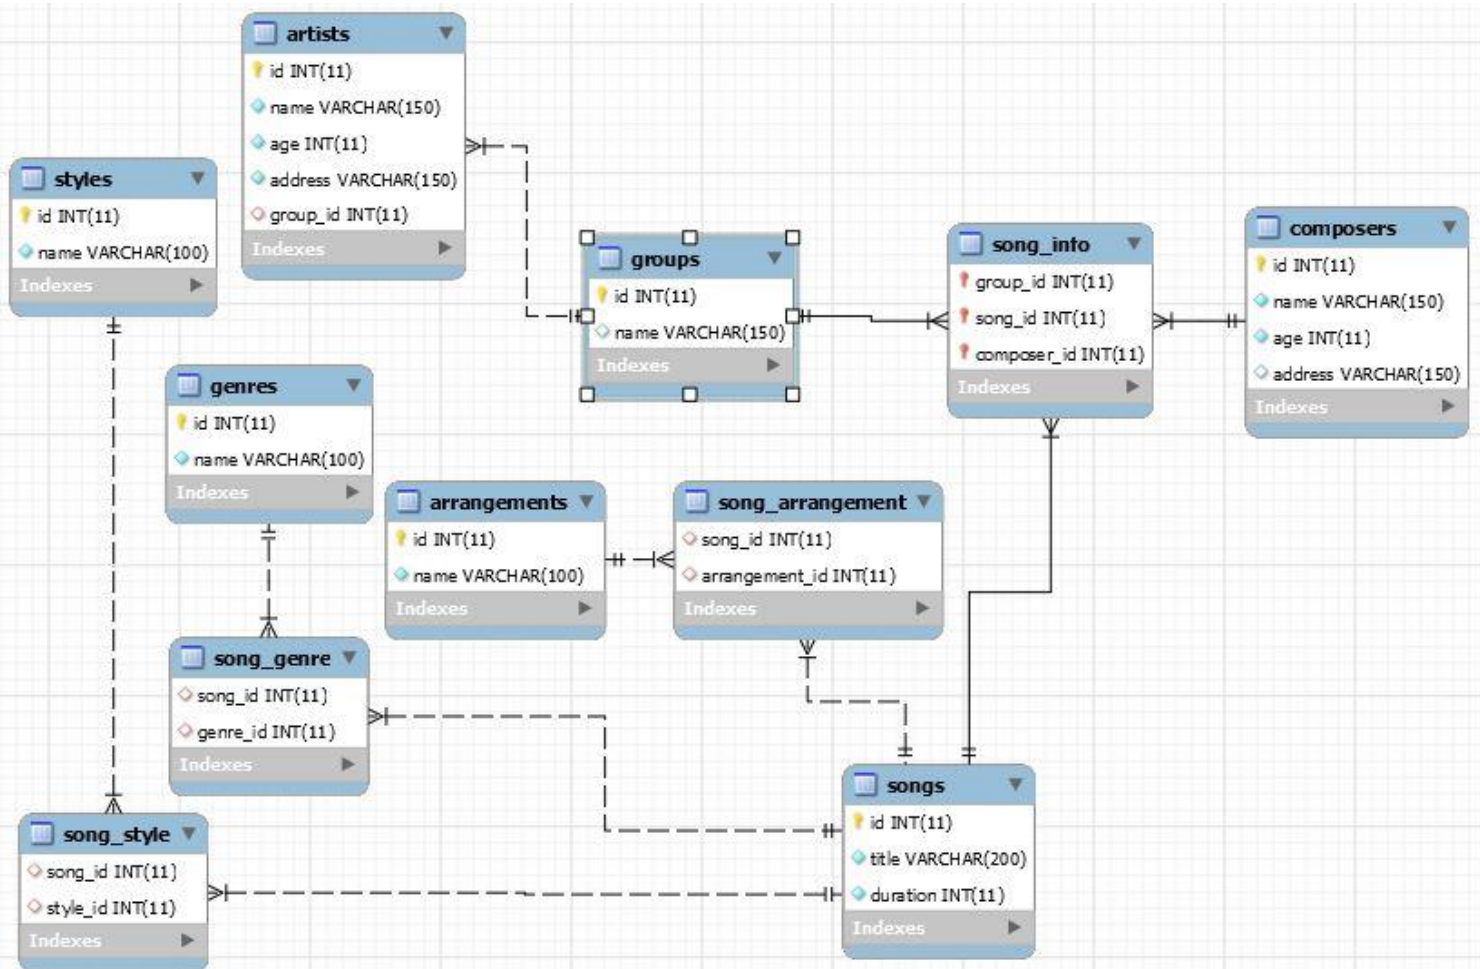 artists
id INT(11)
name VARCHAR(150)
age INT(11)
address VARCHAR(150)
group_id INT(11)
Indexes
styles
id INT(11)
name VARCHAR(100)
Indexes
groups
id INT(11)
name VARCHAR(150)
Indexes
song_info
group_id INT(11)
song_id INT(11)
composer_id INT(11)
Indexes
composers
id INT(11)
name VARCHAR(150)
age INT(11)
address VARCHAR(150)
Indexes
genres
id INT(11)
name VARCHAR(100)
Indexes
arrangements
id INT(11)
name VARCHAR(100)
Indexes
song_arrangement
song_id INT(11)
arrangement_id INT(11)
Indexes
song_genre
song_id INT(11)
genre_id INT(11)
Indexes
song_style
song_id INT(11)
style_id INT(11)
Indexes
songs
id INT(11)
title VARCHAR(200)
duration INT(11)
Indexes